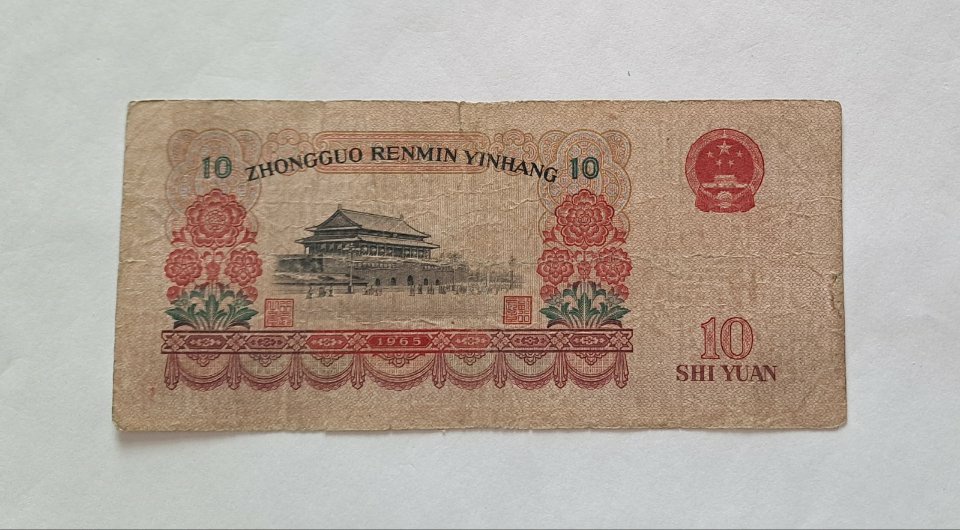 10 ZHONGGUO RENMIN YINHANG 10
1965
10
SHI YUAN